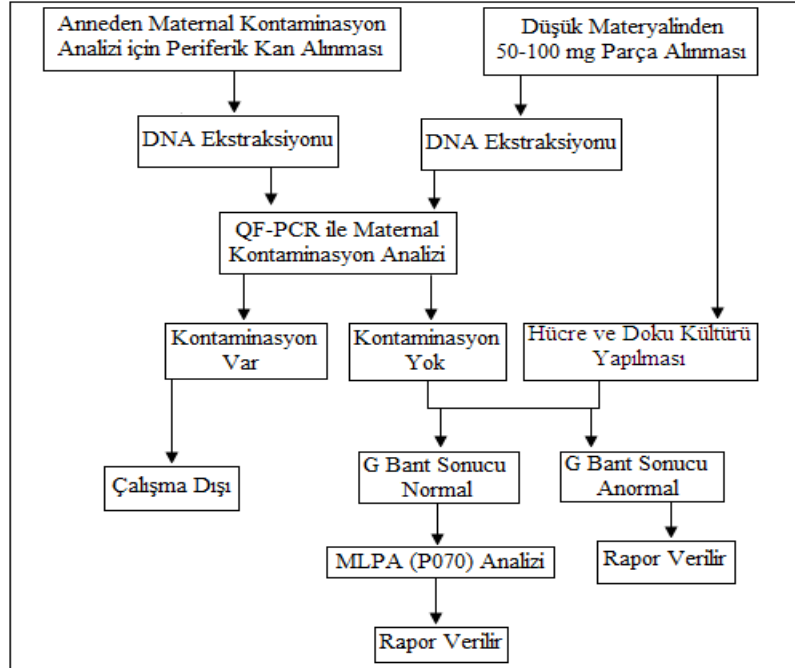 Anneden Maternal Kontaminasyon
Analizi için Periferik Kan Alınması
Düşük Materyalinden
50-100 mg Parça Alınması
DNA Ekstraksiyonu
DNA Ekstraksiyonu
QF-PCR ile Maternal
Kontaminasyon Analizi
Kontaminasyon
Var
Kontaminasyon
Yok
Hücre ve Doku Kültürü
Yapılması
Çalışma Dışı
G Bant Sonucu
Normal
G Bant Sonucu
Anormal
MLPA (P070) Analizi
Rapor Verilir
Rapor Verilir